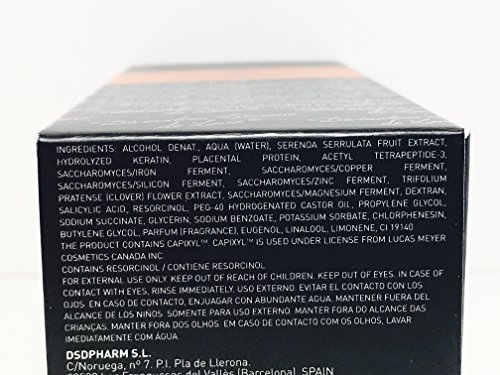 INGREDIENTS: ALCOHOL DENAT., AQUA (WATER), SERENOA SERRULATA FRUIT EXTRACT,
HYDROLYZED KERATIN, PLACENTAL PROTEIN, ACETYL TETRAPEPTIDE-3,
SACCHAROMYCES/IRON FERMENT, SACCHAROMYCES/COPPER FERMENT,
SACCHAROMYCES/SILICON FERMENT, SACCHAROMYCES/ZINC FERMENT, TRIFOLIUM
PRATENSE (CLOVER) FLOWER EXTRACT, SACCHAROMYCES/MAGNESIUM FERMENT, DEXTRAN,
SALICYLIC ACID, RESORCINOL, PEG-40 HYDROGENATED CASTOR OIL, PROPYLENE GLYCOL,
SODIUM SUCCINATE, GLYCERIN, SODIUM BENZOATE, POTASSIUM SORBATE, CHLORPHENESIN,
BUTYLENE GLYCOL, PARFUM (FRAGRANCE), EUGENOL, LINALOOL, LIMONENE, CI 19140
THE PRODUCT CONTAINS CAPIXYL™ CAPIXYL™ IS USED UNDER LICENSE FROM LUCAS MEYER
COSMETICS CANADA INC
CONTAINS RESORCINOL / CONTIENE RESORCINOL
FOR EXTERNAL USE ONLY. KEEP OUT OF REACH OF CHILDREN. KEEP OUT OF EYES. IN CASE OF
CONTACT WITH EYES, RINSE IMMEDIATELY. USO EXTERNO. EVITAR EL CONTACTO CON LOS
OJOS. EN CASO DE CONTACTO, ENJUAGAR CON ABUNDANTE AGUA. MANTENER FUERA DEL
ALCANCE DE LOS NIÑOS. SOMENTE PARA USO EXTERNO. MANTER FORA DO ALCANCE DAS
CRIANÇAS. MANTER FORA DOS OLHOS. EM CASO DE CONTACTO COM OS OLHOS, LAVAR
IMEDIATAMENTE COM ÁGUA.
DSDPHARM S.L.
C/Noruega, nº 7. P.I. Pla de Llerona.
Les Franqueses del Vallès (Barcelona). SPAIN